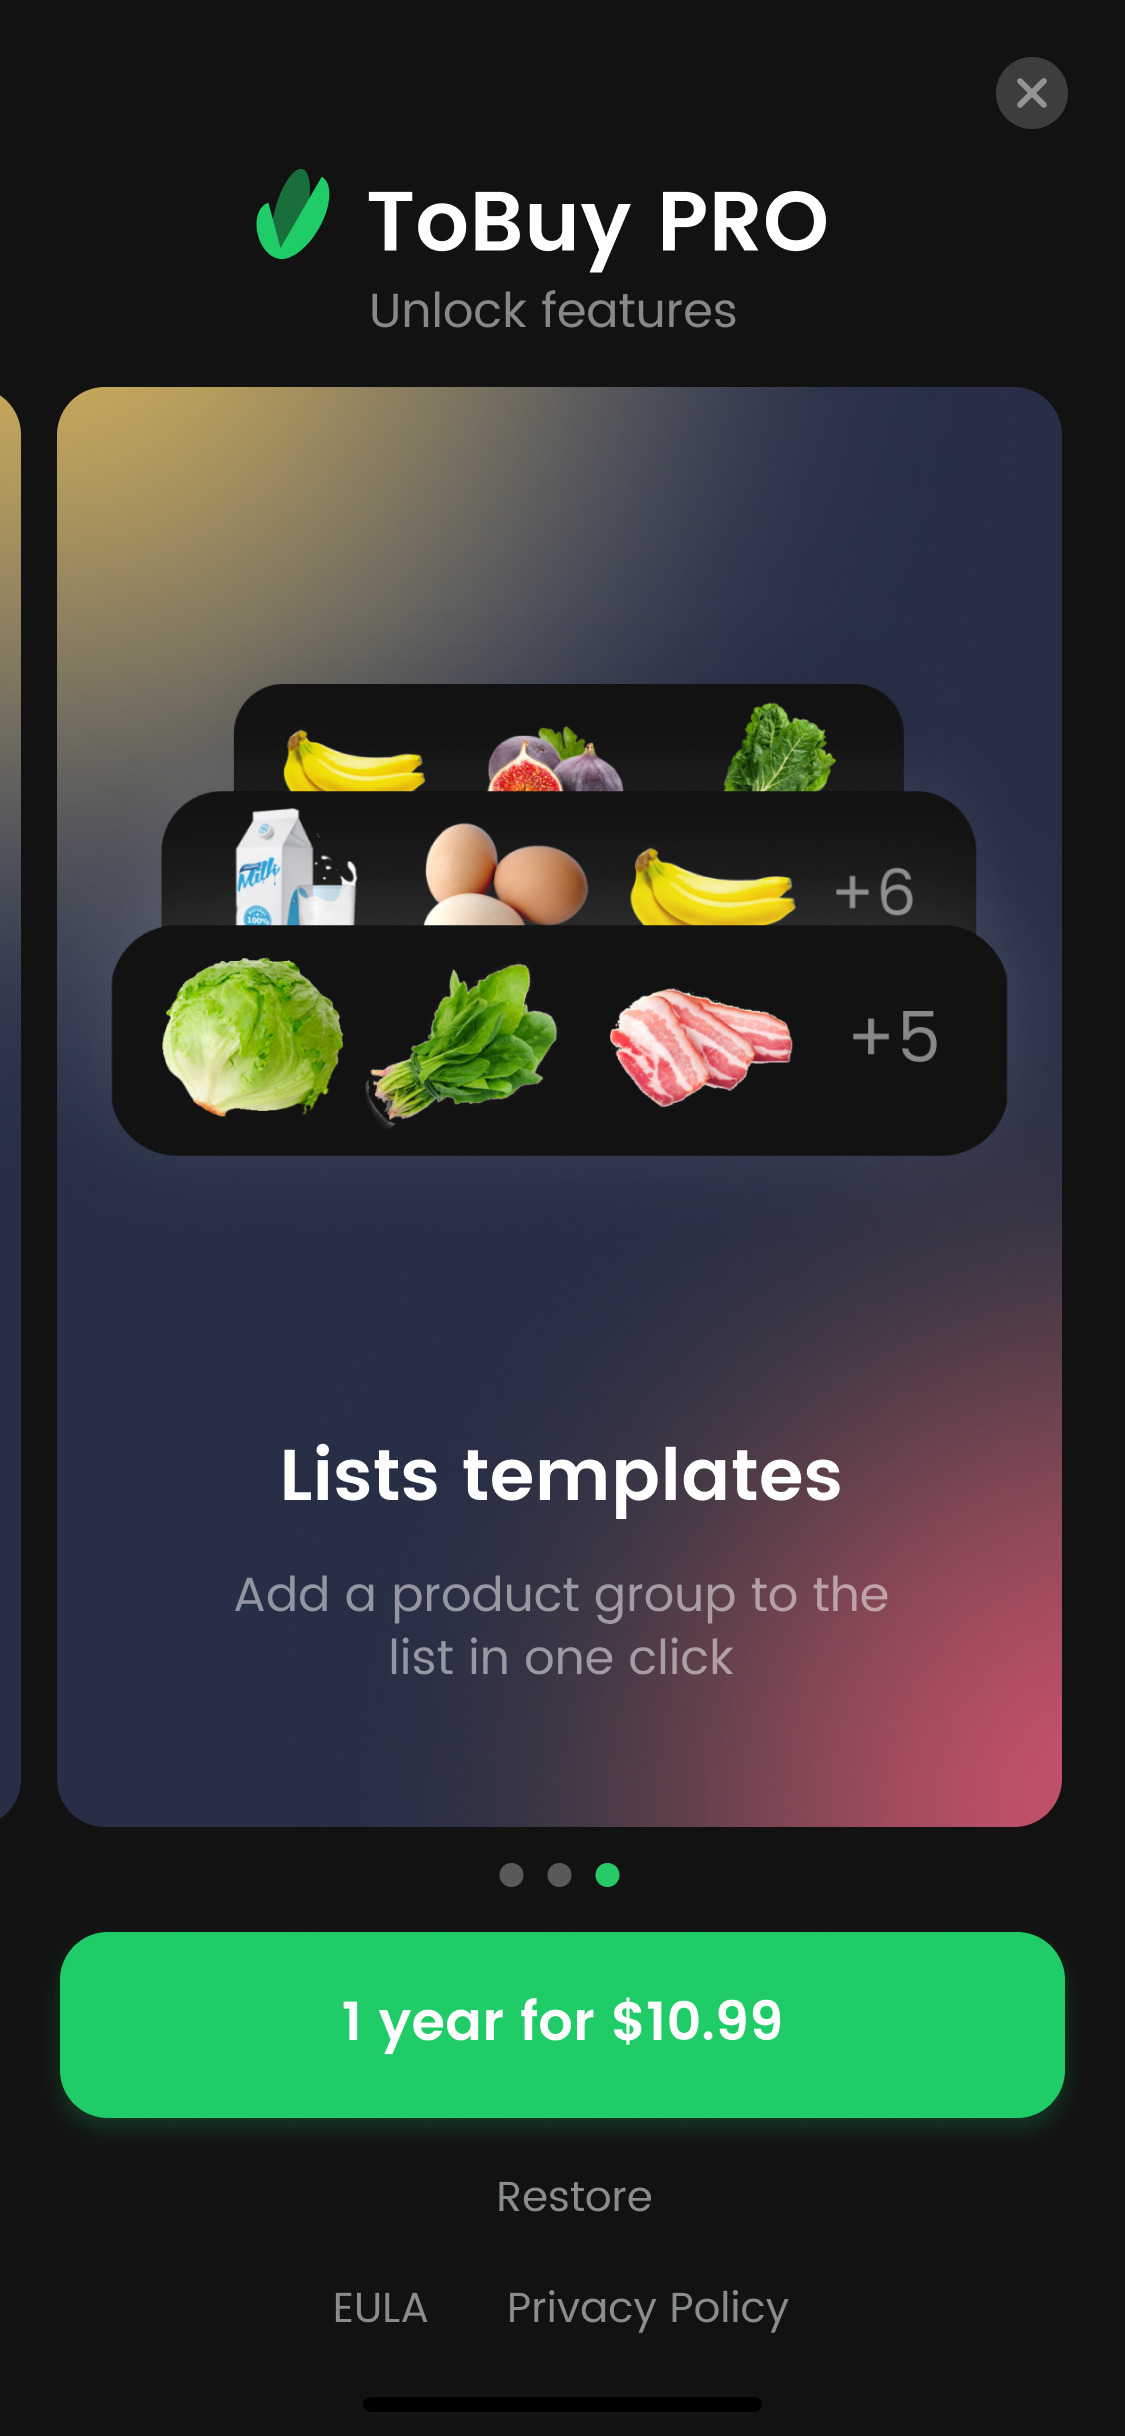 ToBuy PRO
Unlock features
Milk
100%
+6
+5
Lists templates
Add a product group to the
list in one click
1 year for $10.99
Restore
EULA Privacy Policy